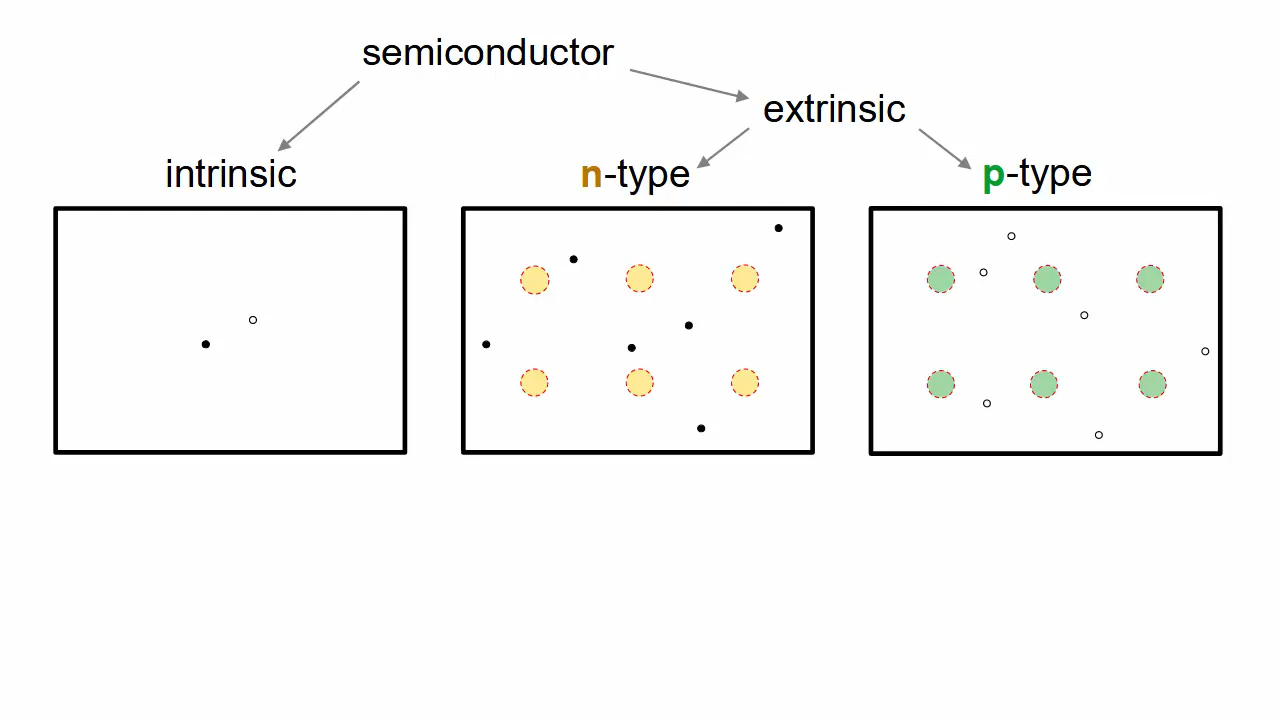 semiconductor
extrinsic
intrinsic
n-type
p-type